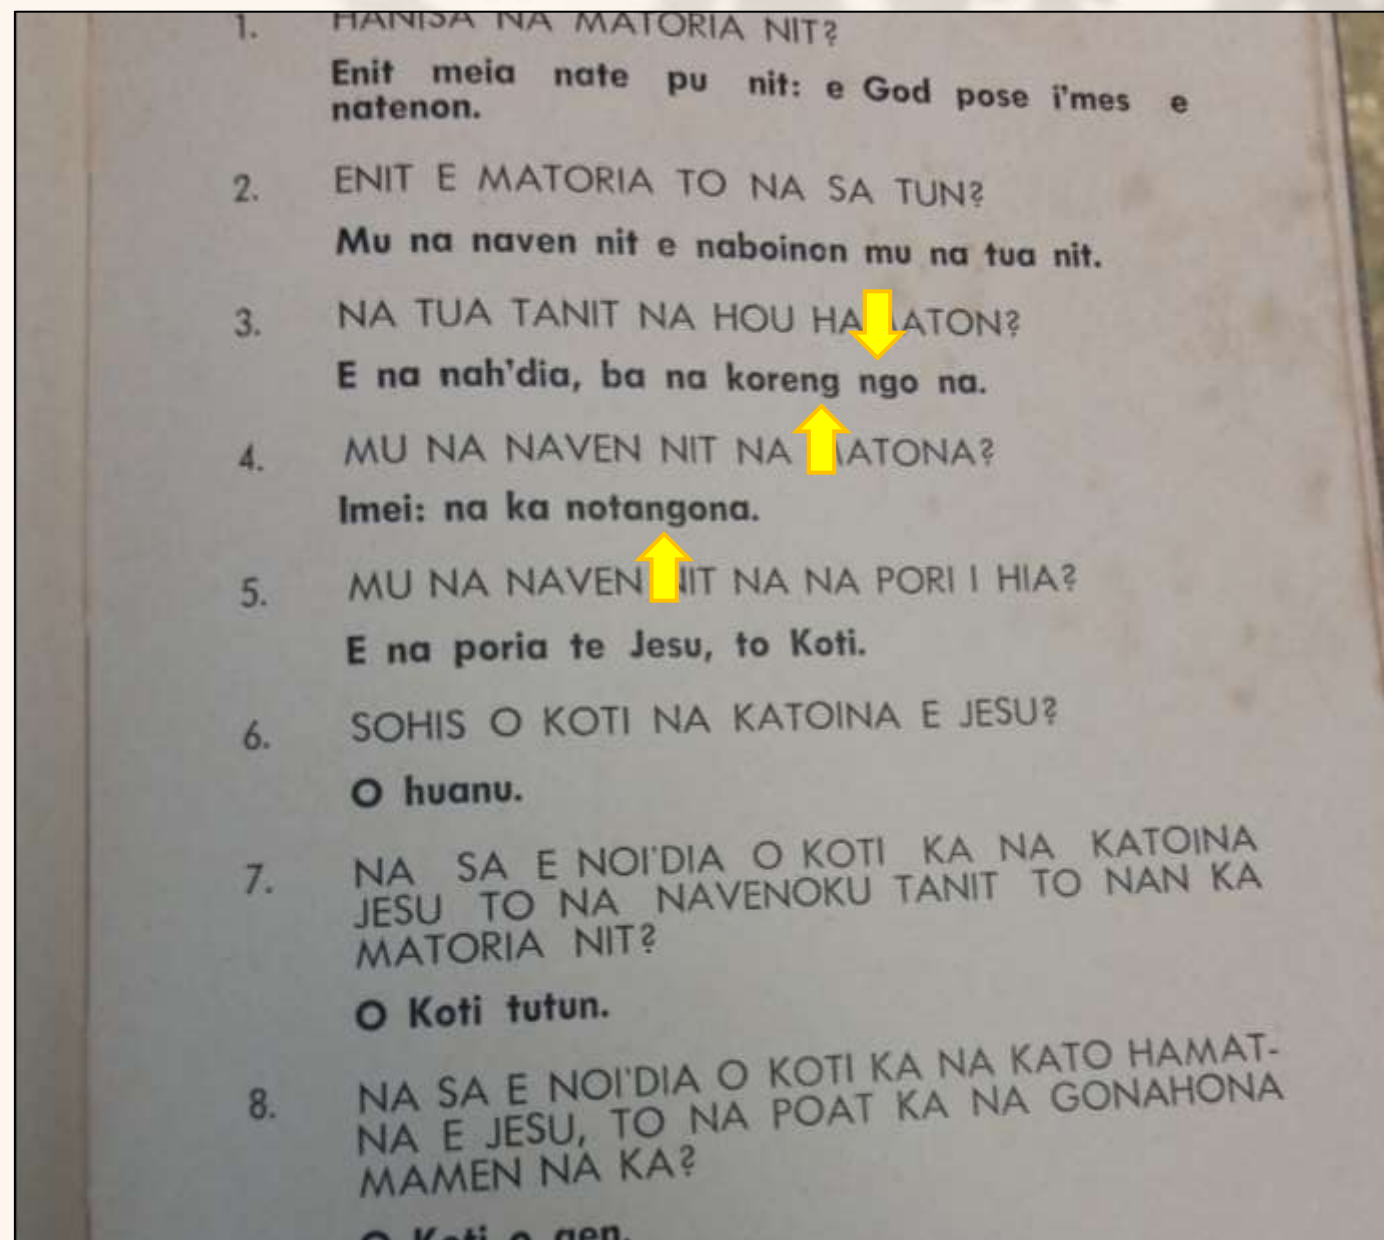 1. HANISA NA MATORIA NIT?
Enit meia nate pu nit: e God pose i'mes e
natenon.
2. ENIT E MATORIA TO NA SA TUN?
Mu na naven nit e naboinon mu na tua nit.
3. NA TUA TANIT NA HOU
E na nah'dia, ba na koreng ngo na.
4. MU NA NAVEN NIT NA
Imei: na ka notangona.
5. MU NA NAVEN NIT NA NA PORI I HIA?
E na poria te Jesu, to Koti.
6. SOHIS O KOTI NA KATOINA E JESU?
O huanu.
7. NA SA E NOI'DIA O KOTI KA NA KATOINA
JESU TO NA NAVENOKU TANIT TO NAN KA
MATORIA NIT?
O Koti tutun.
8. NA SA E NOI'DIA O KOTI KA NA KATO HAMAT-
NA E JESU, TO NA POAT KA NA GONAHONA
MAMEN NA KA?
O Koti o gen.